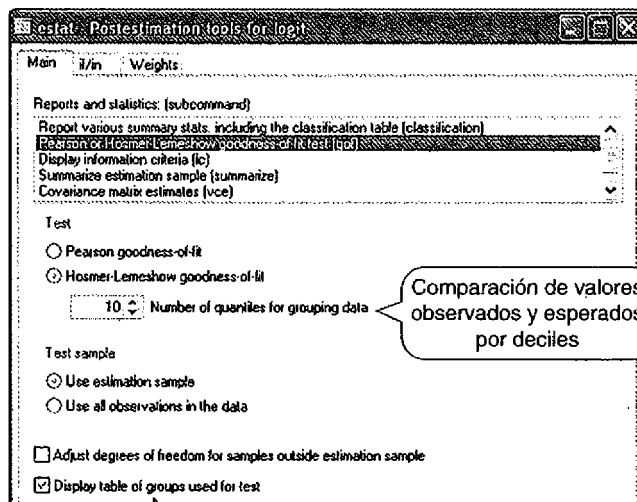 estat - Postestimation tools for logit
Main if/in Weights
Reports and statistics: (subcommand)
Report various summary stats, including the classification table (classification)
Pearson or Hosmer-Lemeshow goodness-of-fit test (gof)
Display information criteria (ic)
Summarize estimation sample (summarize)
Covariance matrix estimates (vce)
Test
Pearson goodness-of-fit
Hosmer-Lemeshow goodness-of-fit
10 Number of quantiles for grouping data
Comparación de valores
observados y esperados
por deciles
Test sample
Use estimation sample
Use all observations in the data
Adjust degrees of freedom for samples outside estimation sample
Display table of groups used for test